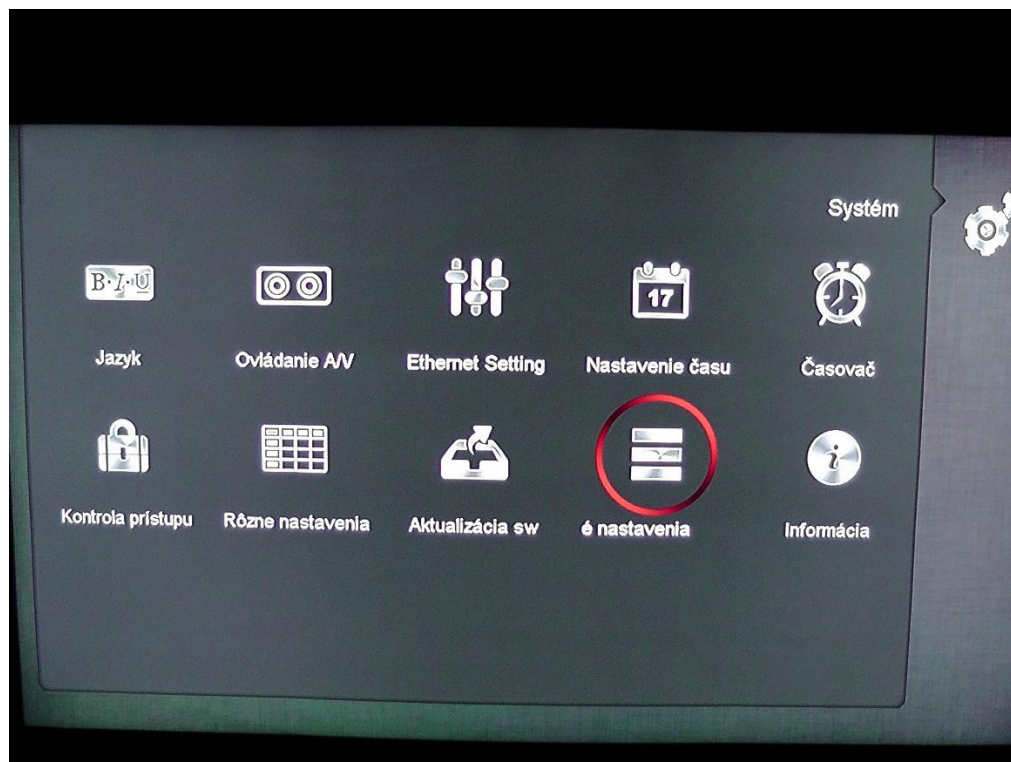 Systém
B·I·U
17
Jazyk
Ovládanie A/V
Ethernet Setting
Nastavenie času
Časovač
Kontrola prístupu
Rôzne nastavenia
Aktualizácia sw
é nastavenia
Informácia